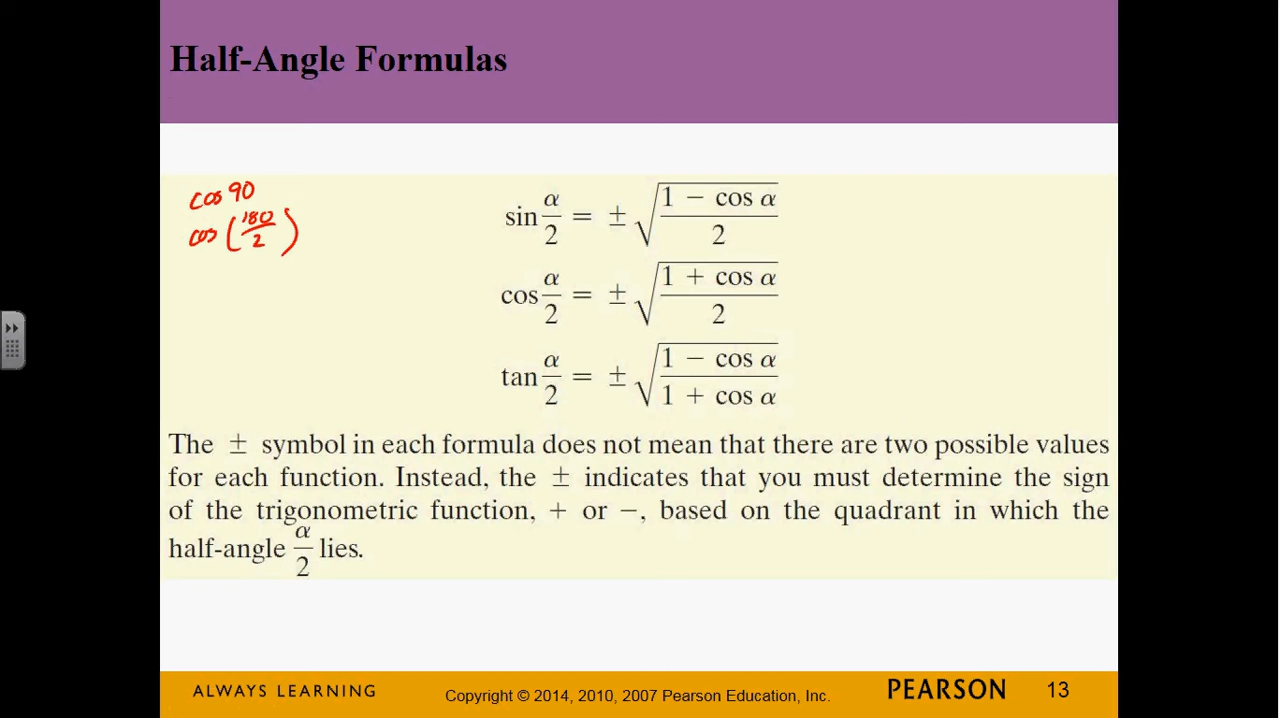 Half-Angle Formulas
cos 90
cos (180/2)
sin α/2 = ± √((1 − cos α)/2)
cos α/2 = ± √((1 + cos α)/2)
tan α/2 = ± √((1 − cos α)/(1 + cos α))
The ± symbol in each formula does not mean that there are two possible values
for each function. Instead, the ± indicates that you must determine the sign
of the trigonometric function, + or −, based on the quadrant in which the
half-angle α/2 lies.
ALWAYS LEARNING
Copyright © 2014, 2010, 2007 Pearson Education, Inc.
PEARSON
13